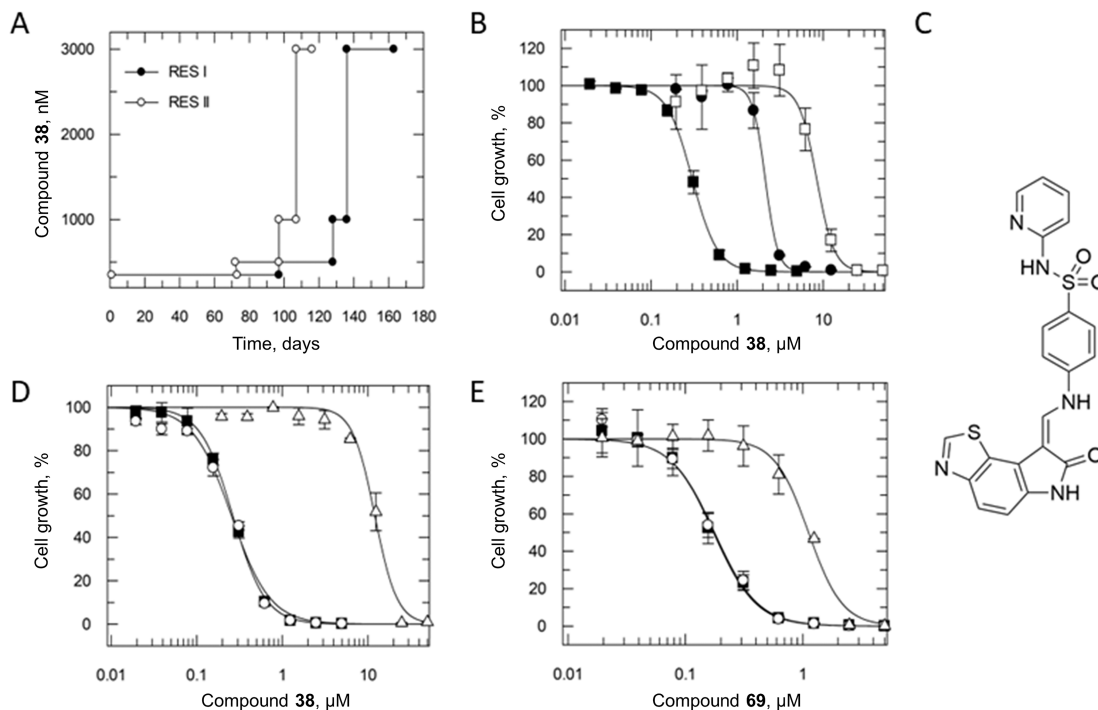 A
3000
2000
1000
Compound 38, nM
RES I
RES II
0 20 40 60 80 100 120 140 160 180
Time, days
B
120
100
80
60
40
20
0
Cell growth, %
0.01 0.1 1 10
Compound 38, µM
C
N
HN
S
O
O
NH
S
N
O
NH
D
100
80
60
40
20
0
Cell growth, %
0.01 0.1 1 10
Compound 38, µM
E
120
100
80
60
40
20
0
Cell growth, %
0.01 0.1 1
Compound 69, µM